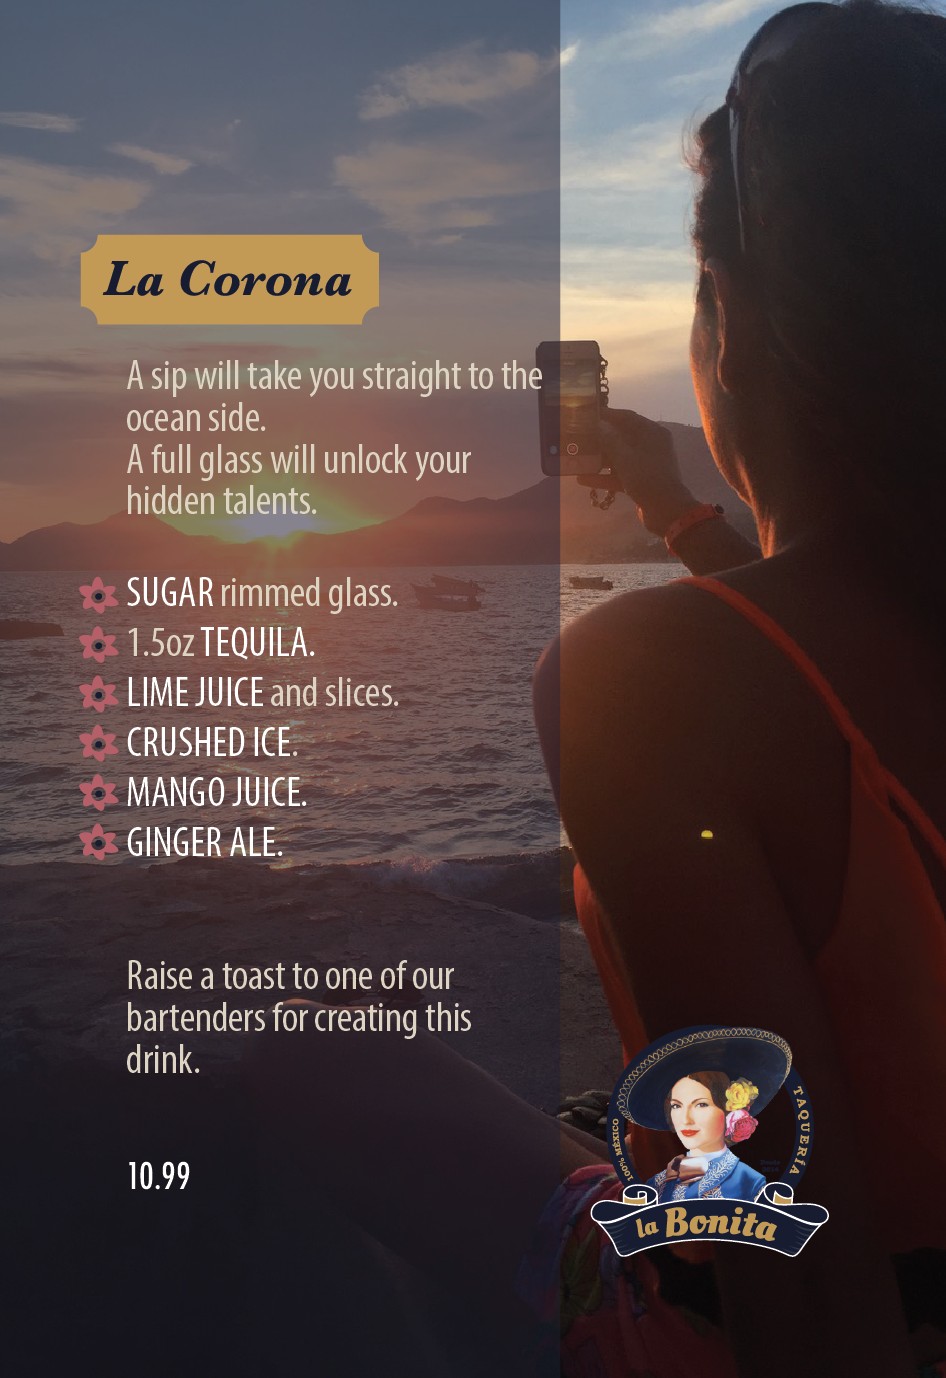 La Corona
A sip will take you straight to the
ocean side.
A full glass will unlock your
hidden talents.
SUGAR rimmed glass.
1.5oz TEQUILA.
LIME JUICE and slices.
CRUSHED ICE.
MANGO JUICE.
GINGER ALE.
Raise a toast to one of our
bartenders for creating this
drink.
10.99
100% MÉXICO
TAQUERÍA
la Bonita